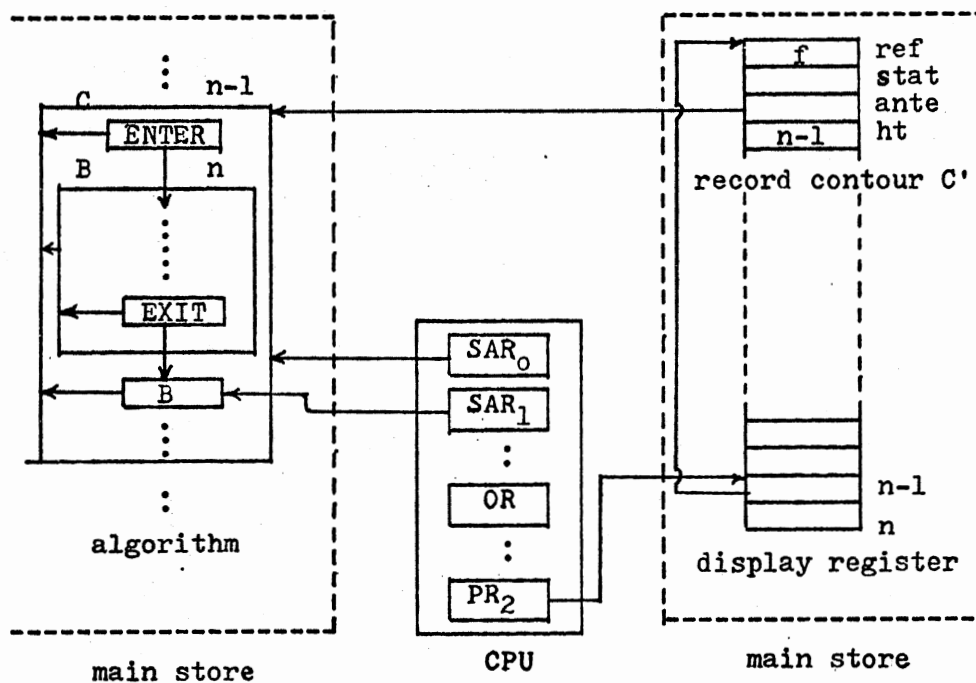 n-1
C
ENTER
B n
EXIT
B
algorithm
main store
SAR₀
SAR₁
OR
PR₂
CPU
f ref
stat
ante
n-1 ht
record contour C'
n-1
n
display register
main store